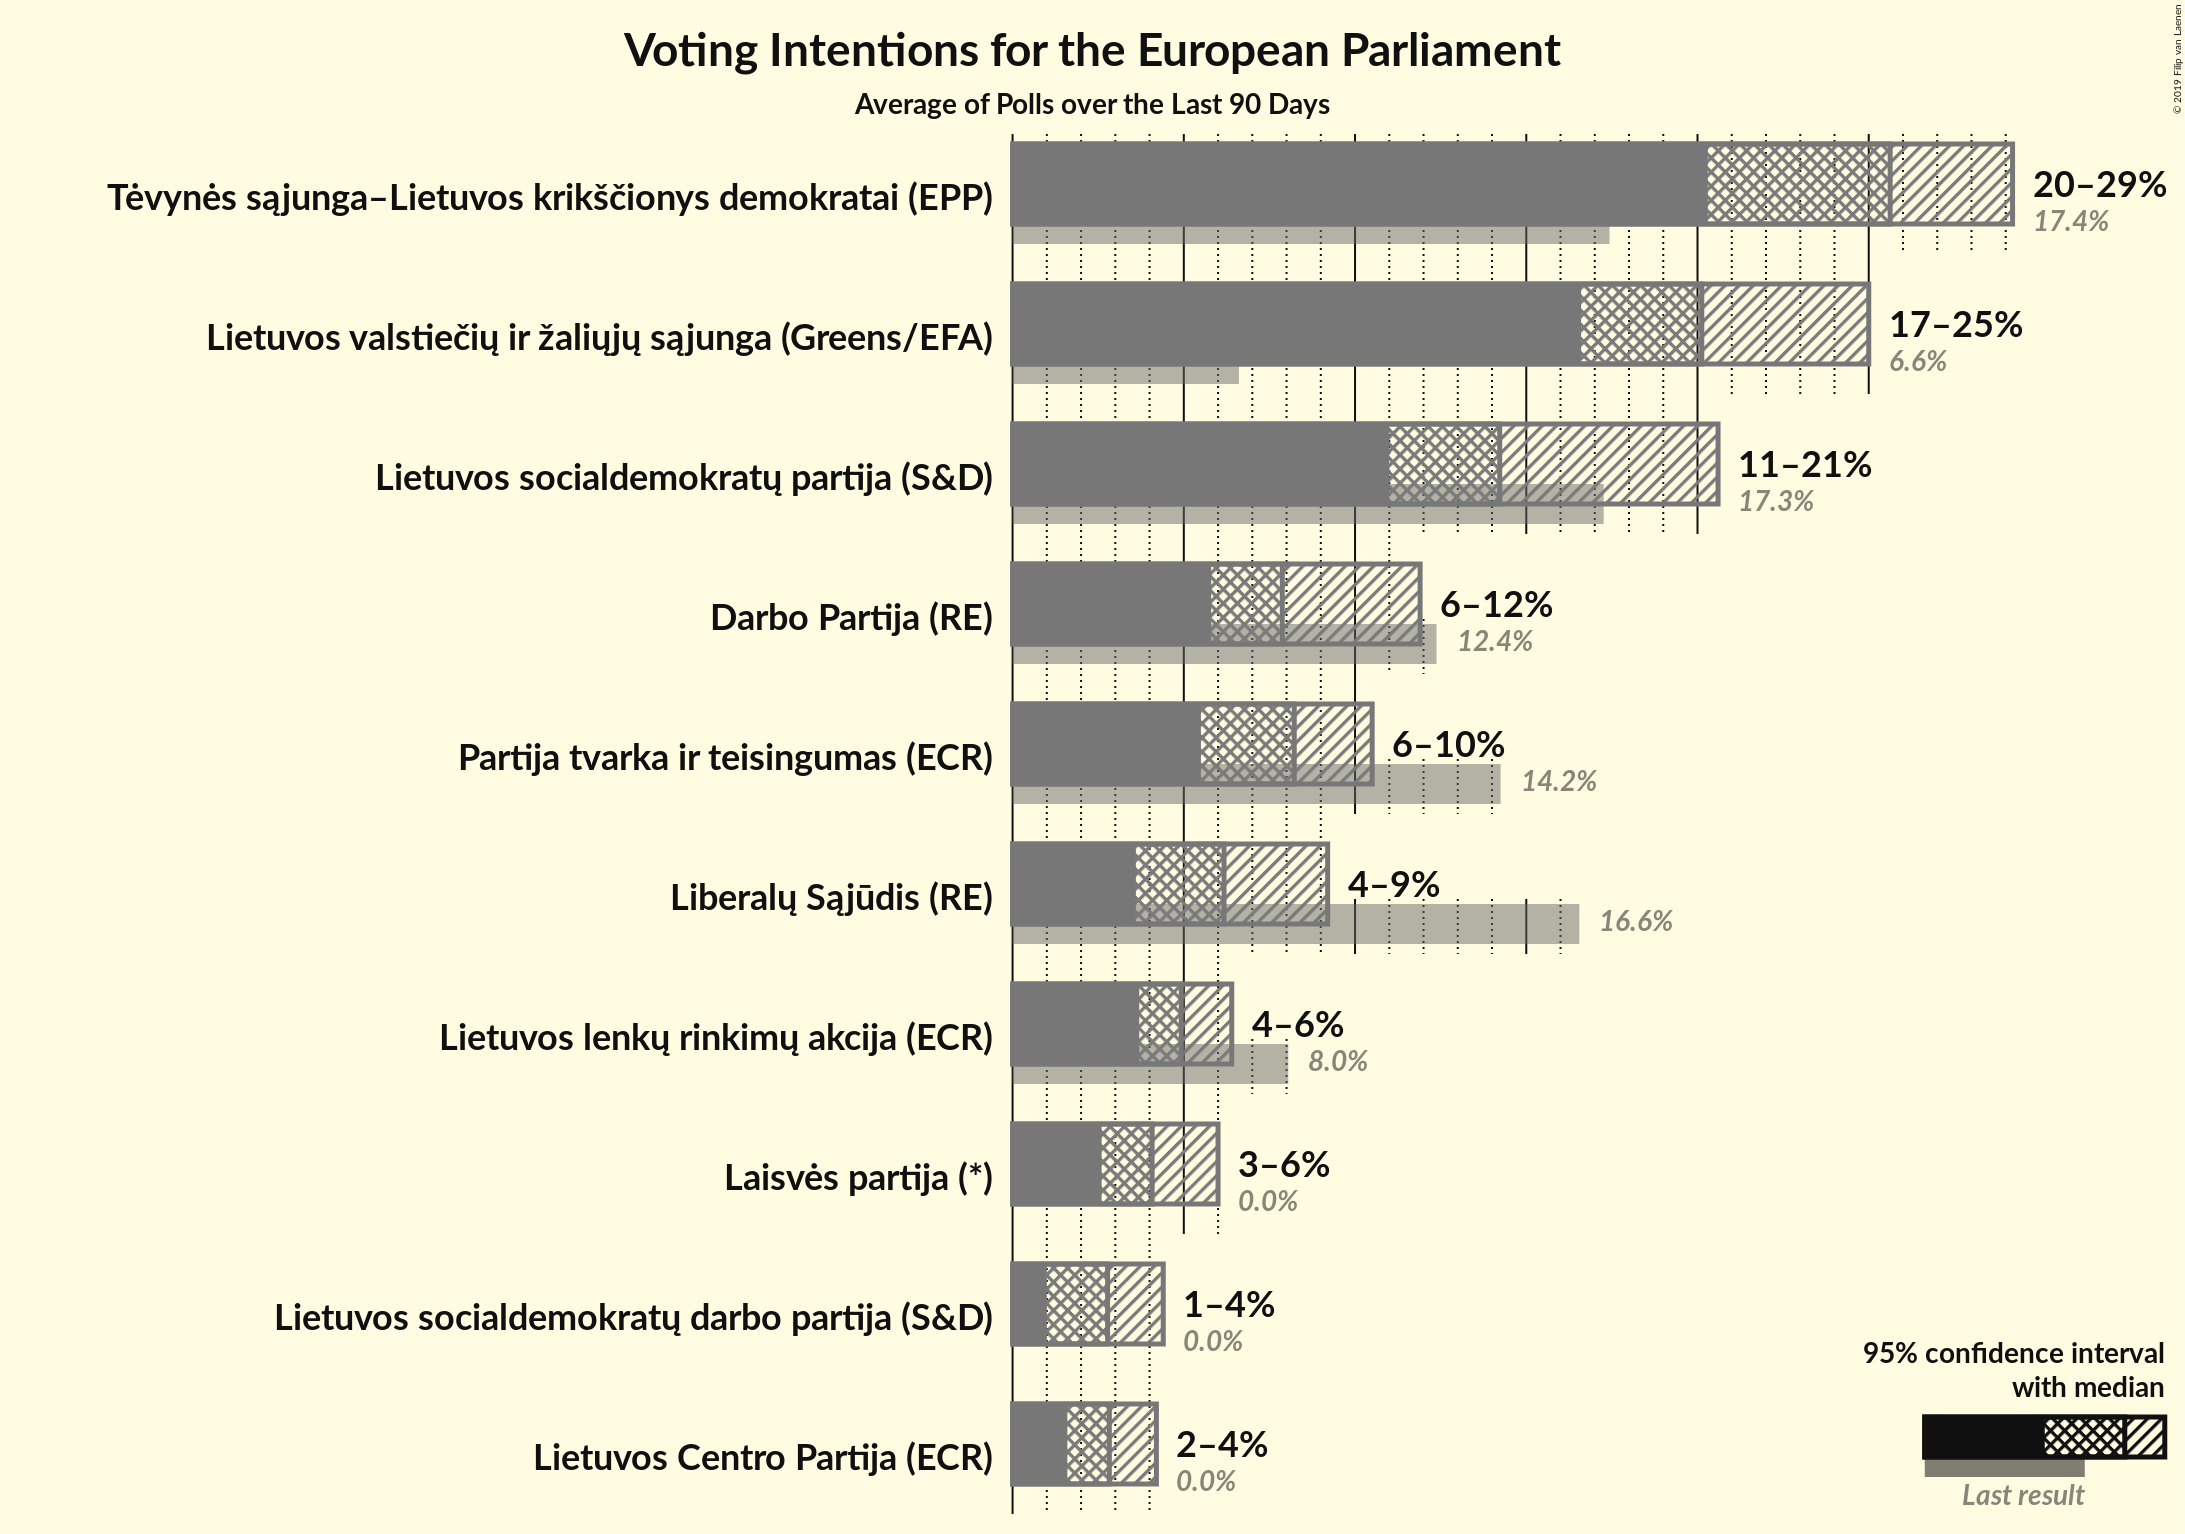 Voting Intentions for the European Parliament
Average of Polls over the Last 90 Days
© 2019 Filip van Laenen
Tėvynės sąjunga–Lietuvos krikščionys demokratai (EPP)
20–29%
17.4%
Lietuvos valstiečių ir žaliųjų sąjunga (Greens/EFA)
17–25%
6.6%
Lietuvos socialdemokratų partija (S&D)
11–21%
17.3%
Darbo Partija (RE)
6–12%
12.4%
Partija tvarka ir teisingumas (ECR)
6–10%
14.2%
Liberalų Sąjūdis (RE)
4–9%
16.6%
Lietuvos lenkų rinkimų akcija (ECR)
4–6%
8.0%
Laisvės partija (*)
3–6%
0.0%
Lietuvos socialdemokratų darbo partija (S&D)
1–4%
0.0%
Lietuvos Centro Partija (ECR)
2–4%
0.0%
95% confidence interval
with median
Last result